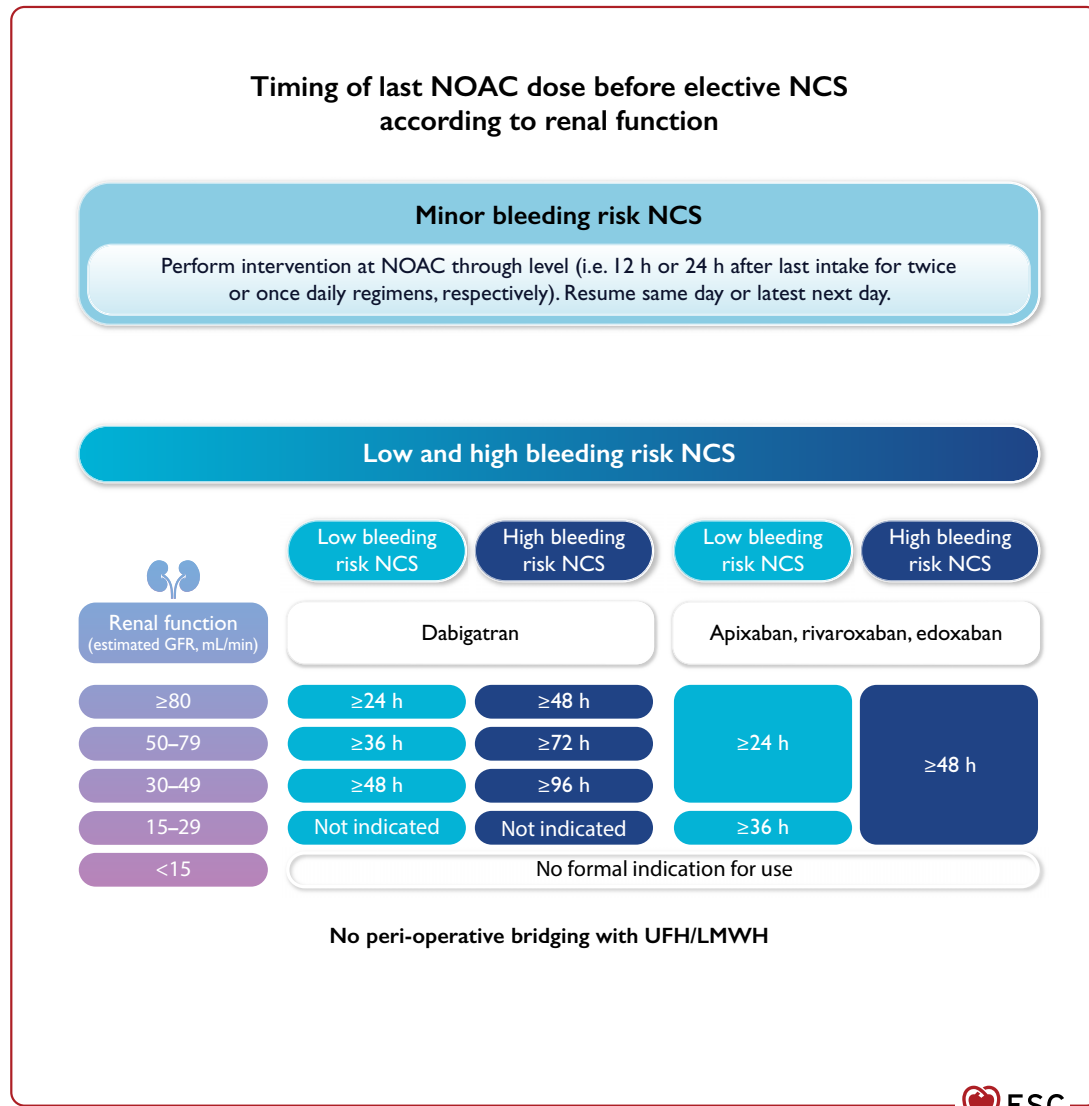 Timing of last NOAC dose before elective NCS
according to renal function
Minor bleeding risk NCS
Perform intervention at NOAC through level (i.e. 12 h or 24 h after last intake for twice
or once daily regimens, respectively). Resume same day or latest next day.
Low and high bleeding risk NCS
Low bleeding
risk NCS
High bleeding
risk NCS
Low bleeding
risk NCS
High bleeding
risk NCS
Renal function
(estimated GFR, mL/min)
Dabigatran
Apixaban, rivaroxaban, edoxaban
≥80
≥24 h
≥48 h
50–79
≥36 h
≥72 h
≥24 h
30–49
≥48 h
≥96 h
≥48 h
15–29
Not indicated
Not indicated
≥36 h
<15
No formal indication for use
No peri-operative bridging with UFH/LMWH
ESC